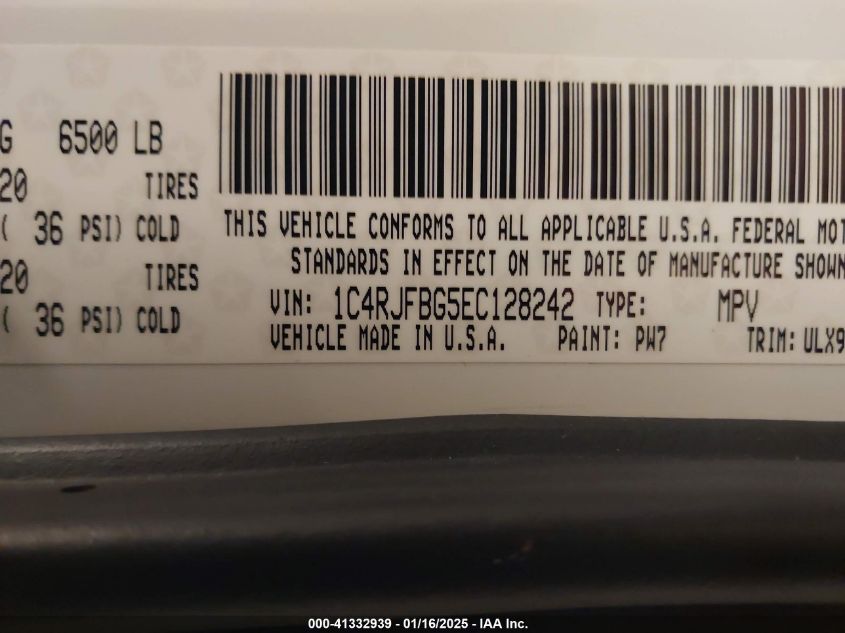 G 6500 LB
20 TIRES
( 36 PSI) COLD
20 TIRES
( 36 PSI) COLD
THIS VEHICLE CONFORMS TO ALL APPLICABLE U.S.A. FEDERAL MOT
STANDARDS IN EFFECT ON THE DATE OF MANUFACTURE SHOWN
VIN: 1C4RJFBG5EC128242 TYPE: MPV
VEHICLE MADE IN U.S.A. PAINT: PW7 TRIM: ULX9
000-41332939 - 01/16/2025 - IAA Inc.